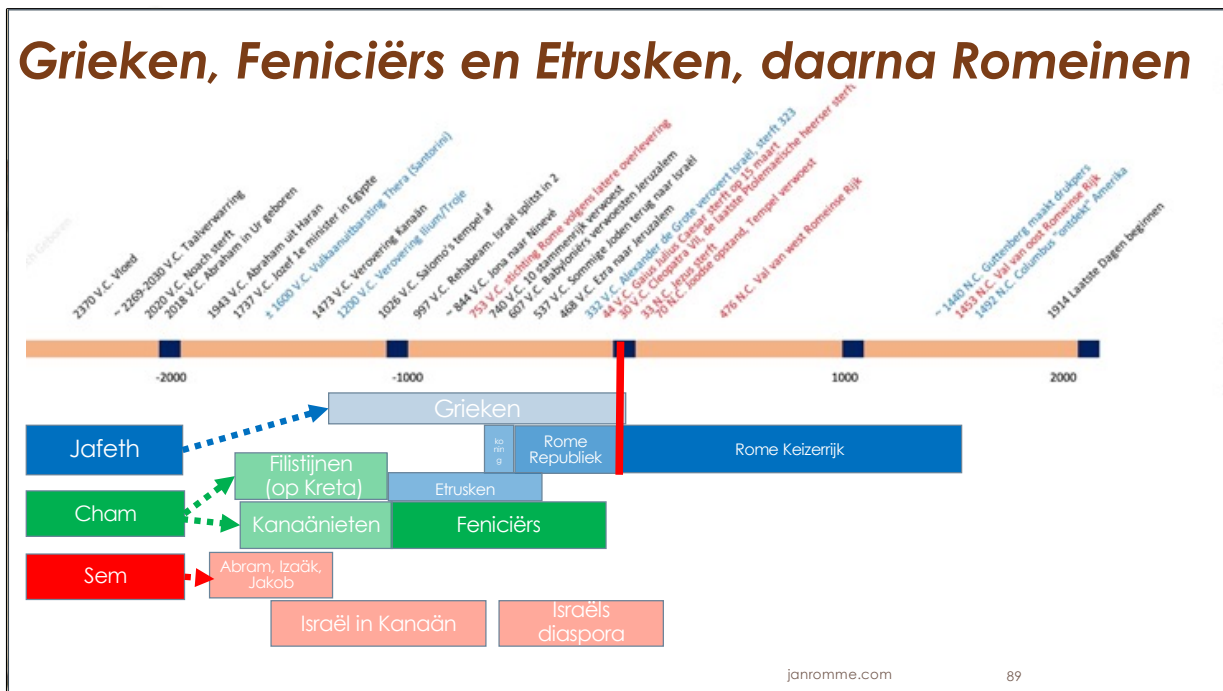 Grieken, Feniciërs en Etrusken, daarna Romeinen
2370 V.C. Vloed
~ 2269-2030 V.C. Taalverwarring
2020 V.C. Noach sterft
2018 V.C. Abraham in Ur geboren
1943 V.C. Abraham uit Haran
1737 V.C. Jozef 1e minister in Egypte
± 1600 V.C. Vulkaanuitbarsting Thera (Santorini)
1473 V.C. Verovering Kanaän
1200 V.C. Verovering Illium/Troje
1026 V.C. Salomo's tempel af
997 V.C. Rehabeam. Israël splitst in 2
~ 844 V.C. Jona naar Ninevé
753 V.C. stichting Rome volgens latere overlevering
740 V.C. 10 stammenrijk verwoest
607 V.C. Babyloniërs verwoesten Jeruzalem
537 V.C. Sommige Joden terug naar Israël
468 V.C. Ezra naar Jeruzalem
332 V.C. Alexander de Grote verovert Israël, sterft 323
44 V.C. Gaius Julius Caesar sterft op 15 maart
30 V.C. Cleopatra VII, de laatste Ptolemaeische heerser sterft
33 N.C. Jezus sterft
70 N.C. Joodse opstand, Tempel verwoest
476 N.C. Val van west Romeinse Rijk
~ 1440 N.C. Guttenberg maakt drukpers
1453 N.C. Val van oost Romeinse Rijk
1492 N.C. Columbus "ontdekt" Amerika
1914 Laatste Dagen beginnen
-2000
-1000
1000
2000
Grieken
Jafeth
ko
nin
g
Rome
Republiek
Rome Keizerrijk
Filistijnen
(op Kreta)
Etrusken
Cham
Kanaänieten
Feniciërs
Sem
Abram, Izaäk,
Jakob
Israël in Kanaän
Israëls
diaspora
janromme.com
89